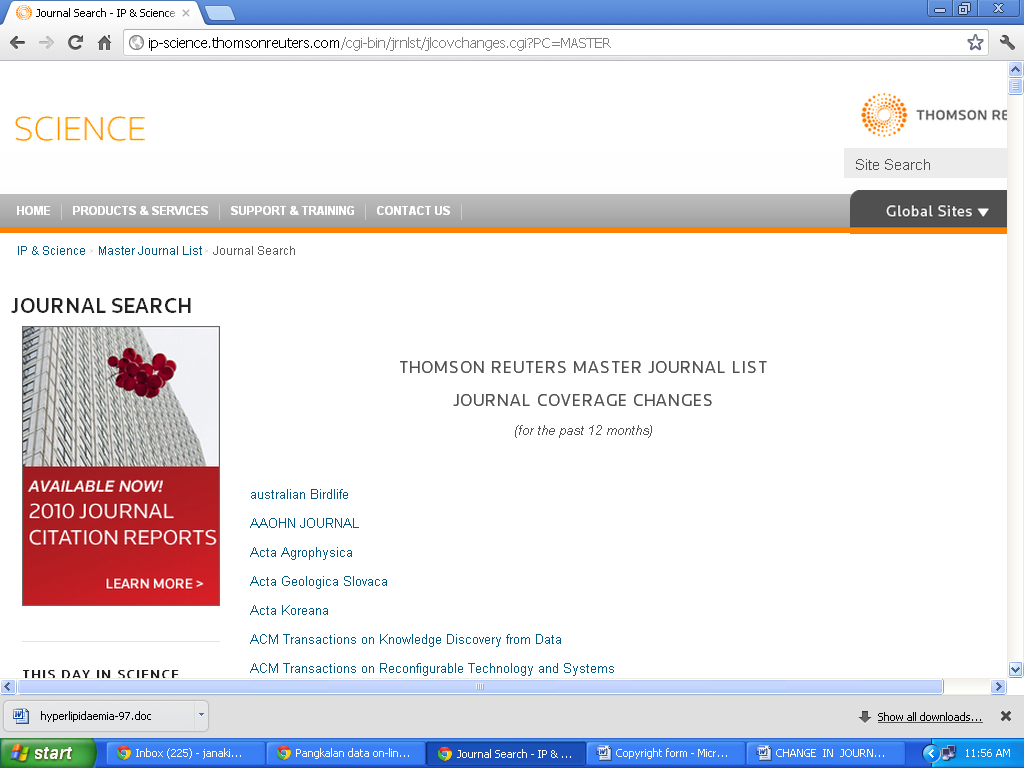 Journal Search - IP & Science
ip-science.thomsonreuters.com/cgi-bin/jrnlst/jlcovchanges.cgi?PC=MASTER
SCIENCE
THOMSON RE
Site Search
HOME PRODUCTS & SERVICES SUPPORT & TRAINING CONTACT US
Global Sites
IP & Science Master Journal List Journal Search
JOURNAL SEARCH
THOMSON REUTERS MASTER JOURNAL LIST
JOURNAL COVERAGE CHANGES
(for the past 12 months)
AVAILABLE NOW!
2010 JOURNAL
CITATION REPORTS
LEARN MORE >
australian Birdlife
AAOHN JOURNAL
Acta Agrophysica
Acta Geologica Slovaca
Acta Koreana
ACM Transactions on Knowledge Discovery from Data
ACM Transactions on Reconfigurable Technology and Systems
THIS DAY IN SCIENCE
hyperlipidaemia-97.doc
Show all downloads...
start
Inbox (225) - janaki...
Pangkalan data on-lin...
Journal Search - IP & ...
Copyright form - Micr...
CHANGE IN JOURN...
11:56 AM